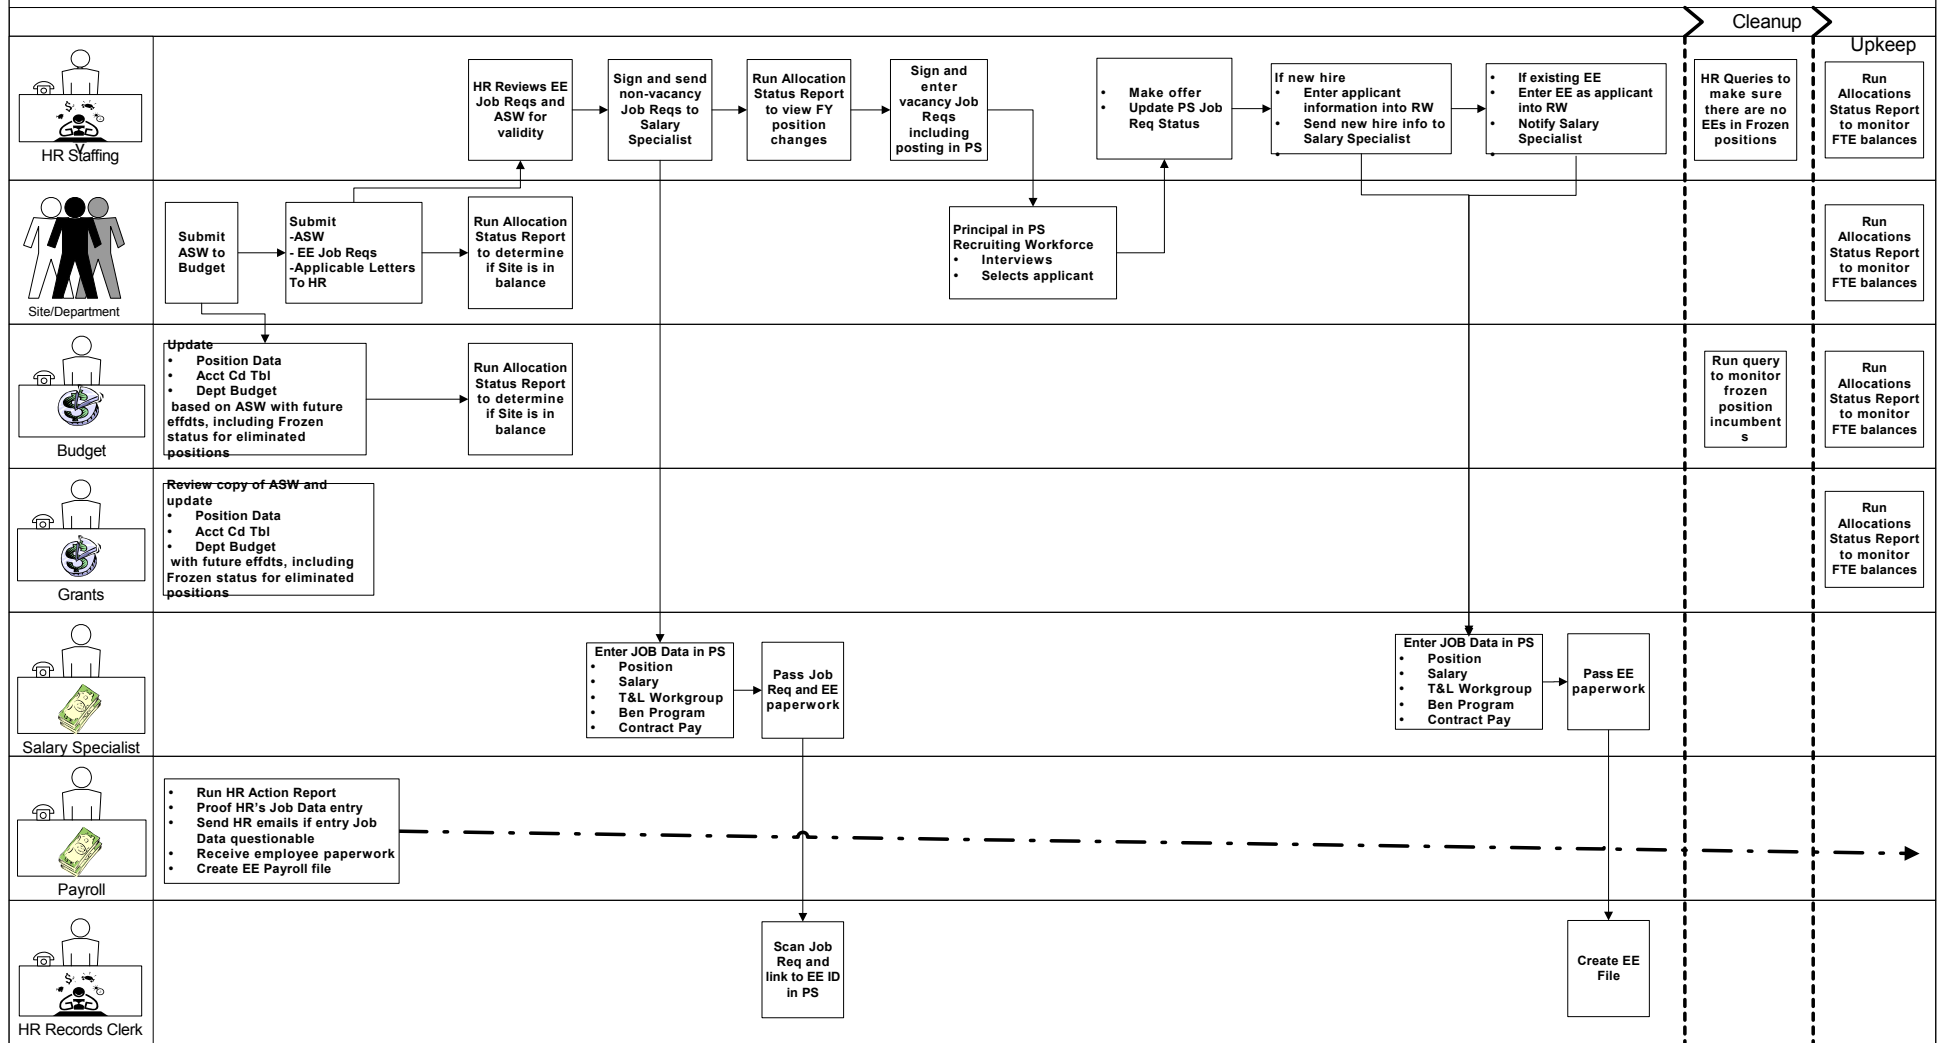 Cleanup
Upkeep
HR Staffing
HR Reviews EE
Job Reqs and
ASW for
validity
Sign and send
non-vacancy
Job Reqs to
Salary
Specialist
Run Allocation
Status Report
to view FY
position
changes
Sign and
enter
vacancy Job
Reqs
including
posting in PS
• Make offer
• Update PS Job
Req Status
If new hire
• Enter applicant
information into RW
• Send new hire info to
Salary Specialist
•
• If existing EE
• Enter EE as applicant
into RW
• Notify Salary
Specialist
•
HR Queries to
make sure
there are no
EEs in Frozen
positions
Run
Allocations
Status Report
to monitor
FTE balances
Site/Department
Submit
ASW to
Budget
Submit
-ASW
- EE Job Reqs
-Applicable Letters
To HR
Run Allocation
Status Report
to determine
if Site is in
balance
Principal in PS
Recruiting Workforce
• Interviews
• Selects applicant
Run
Allocations
Status Report
to monitor
FTE balances
Budget
Update
• Position Data
• Acct Cd Tbl
• Dept Budget
based on ASW with future
effdts, including Frozen
status for eliminated
positions
Run Allocation
Status Report
to determine
if Site is in
balance
Run query
to monitor
frozen
position
incumbent
s
Run
Allocations
Status Report
to monitor
FTE balances
Grants
Review copy of ASW and
update
• Position Data
• Acct Cd Tbl
• Dept Budget
with future effdts, including
Frozen status for eliminated
positions
Run
Allocations
Status Report
to monitor
FTE balances
Salary Specialist
Enter JOB Data in PS
• Position
• Salary
• T&L Workgroup
• Ben Program
• Contract Pay
Pass Job
Req and EE
paperwork
Enter JOB Data in PS
• Position
• Salary
• T&L Workgroup
• Ben Program
• Contract Pay
Pass EE
paperwork
Payroll
• Run HR Action Report
• Proof HR's Job Data entry
• Send HR emails if entry Job
Data questionable
• Receive employee paperwork
• Create EE Payroll file
HR Records Clerk
Scan Job
Req and
link to EE ID
in PS
Create EE
File